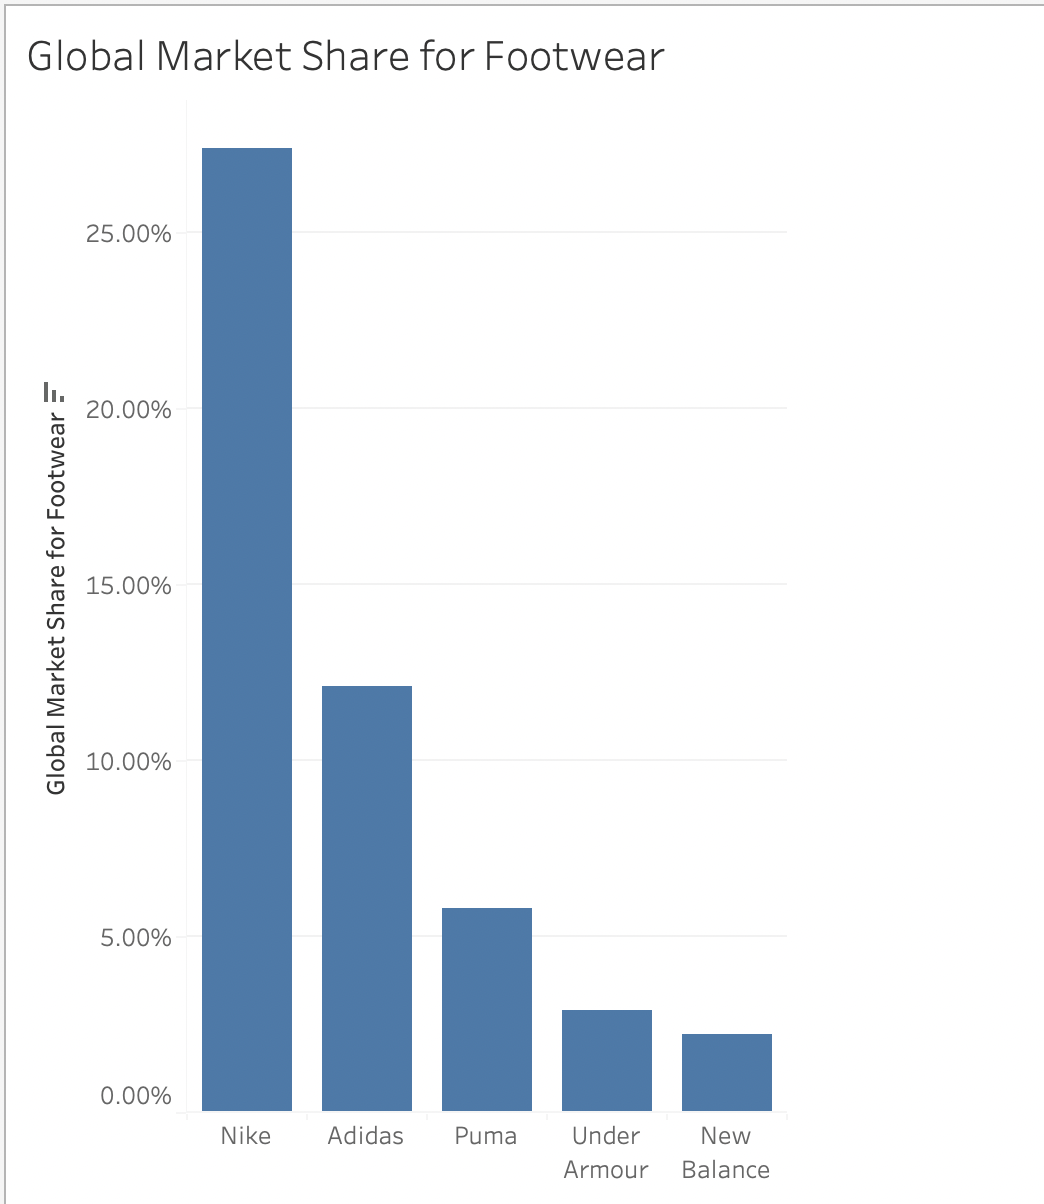 Global Market Share for Footwear
Global Market Share for Footwear
25.00%
20.00%
15.00%
10.00%
5.00%
0.00%
Nike
Adidas
Puma
Under
Armour
New
Balance